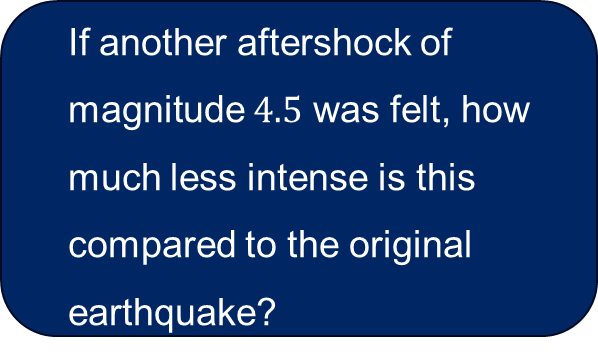 If another aftershock of
magnitude 4.5 was felt, how
much less intense is this
compared to the original
earthquake?